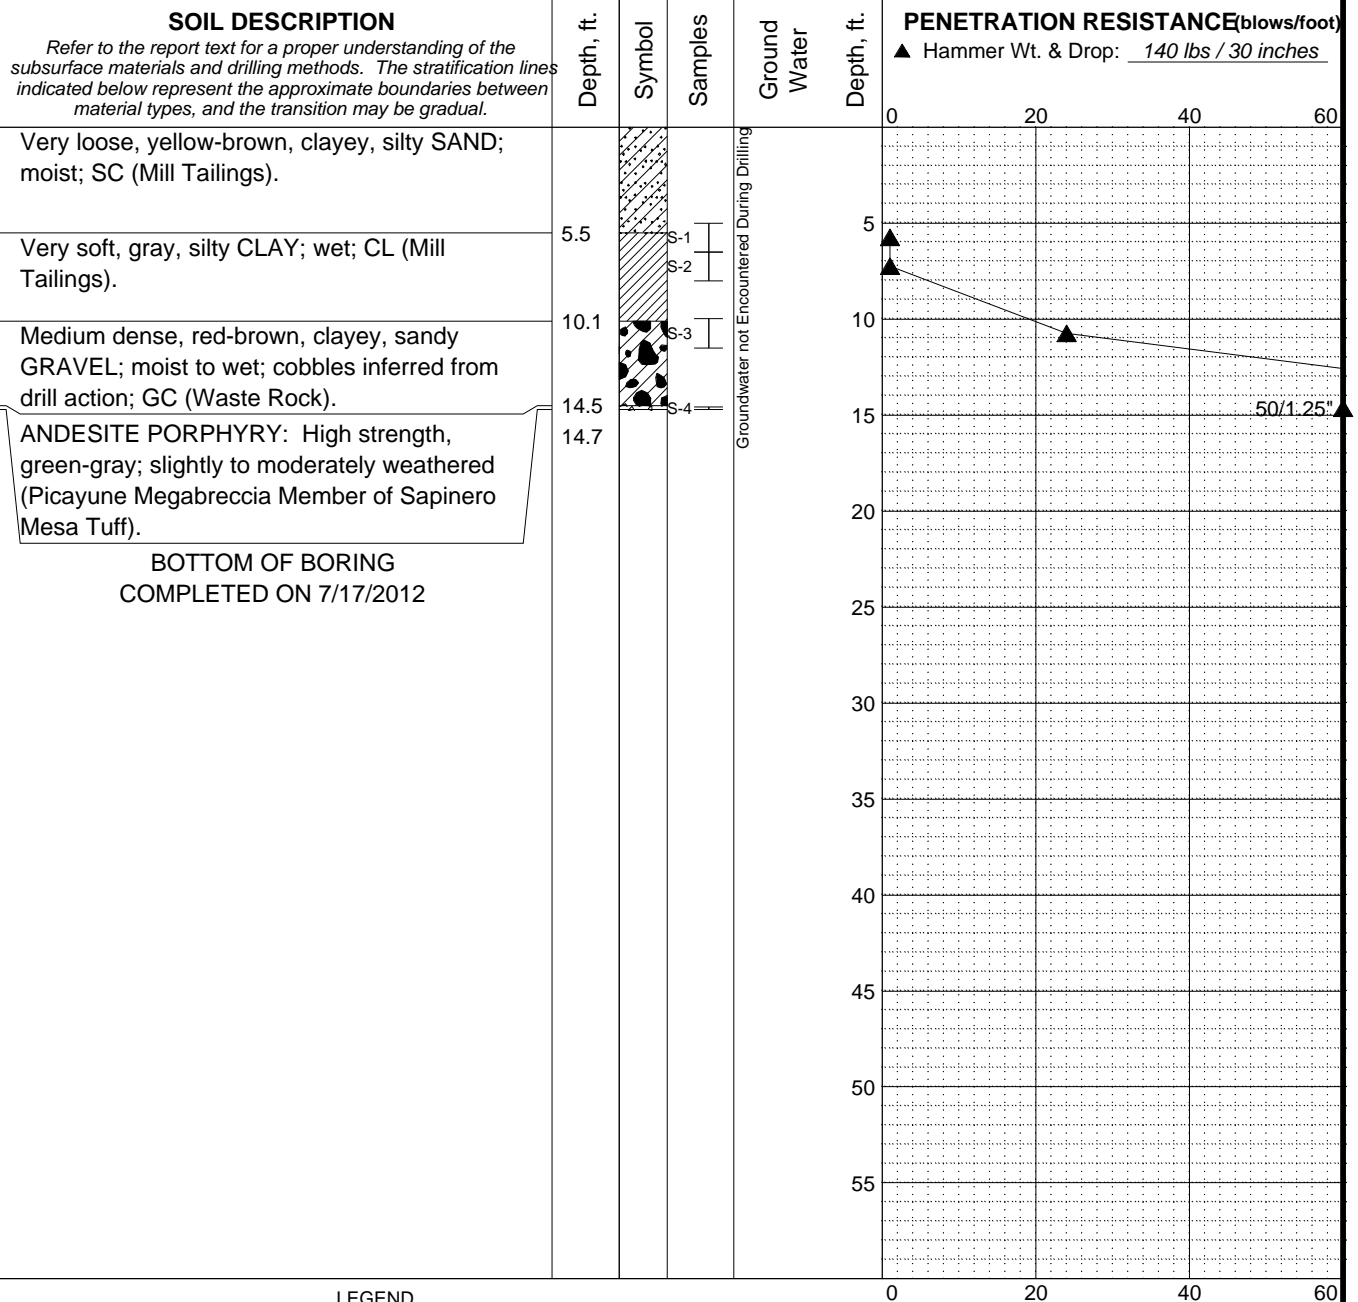 SOIL DESCRIPTION
Refer to the report text for a proper understanding of the
subsurface materials and drilling methods. The stratification lines
indicated below represent the approximate boundaries between
material types, and the transition may be gradual.
Depth, ft.
Symbol
Samples
Ground
Water
Depth, ft.
PENETRATION RESISTANCE (blows/foot)
▲ Hammer Wt. & Drop: 140 lbs / 30 inches
0 20 40 60
Very loose, yellow-brown, clayey, silty SAND;
moist; SC (Mill Tailings).
5.5
Very soft, gray, silty CLAY; wet; CL (Mill
Tailings).
10.1
Medium dense, red-brown, clayey, sandy
GRAVEL; moist to wet; cobbles inferred from
drill action; GC (Waste Rock).
14.5
ANDESITE PORPHYRY: High strength,
green-gray; slightly to moderately weathered
(Picayune Megabreccia Member of Sapinero
Mesa Tuff).
14.7
BOTTOM OF BORING
COMPLETED ON 7/17/2012
S-1
S-2
S-3
S-4
Groundwater not Encountered During Drilling
5
10
15
20
25
30
35
40
45
50
55
50/1.25"
0 20 40 60
LEGEND